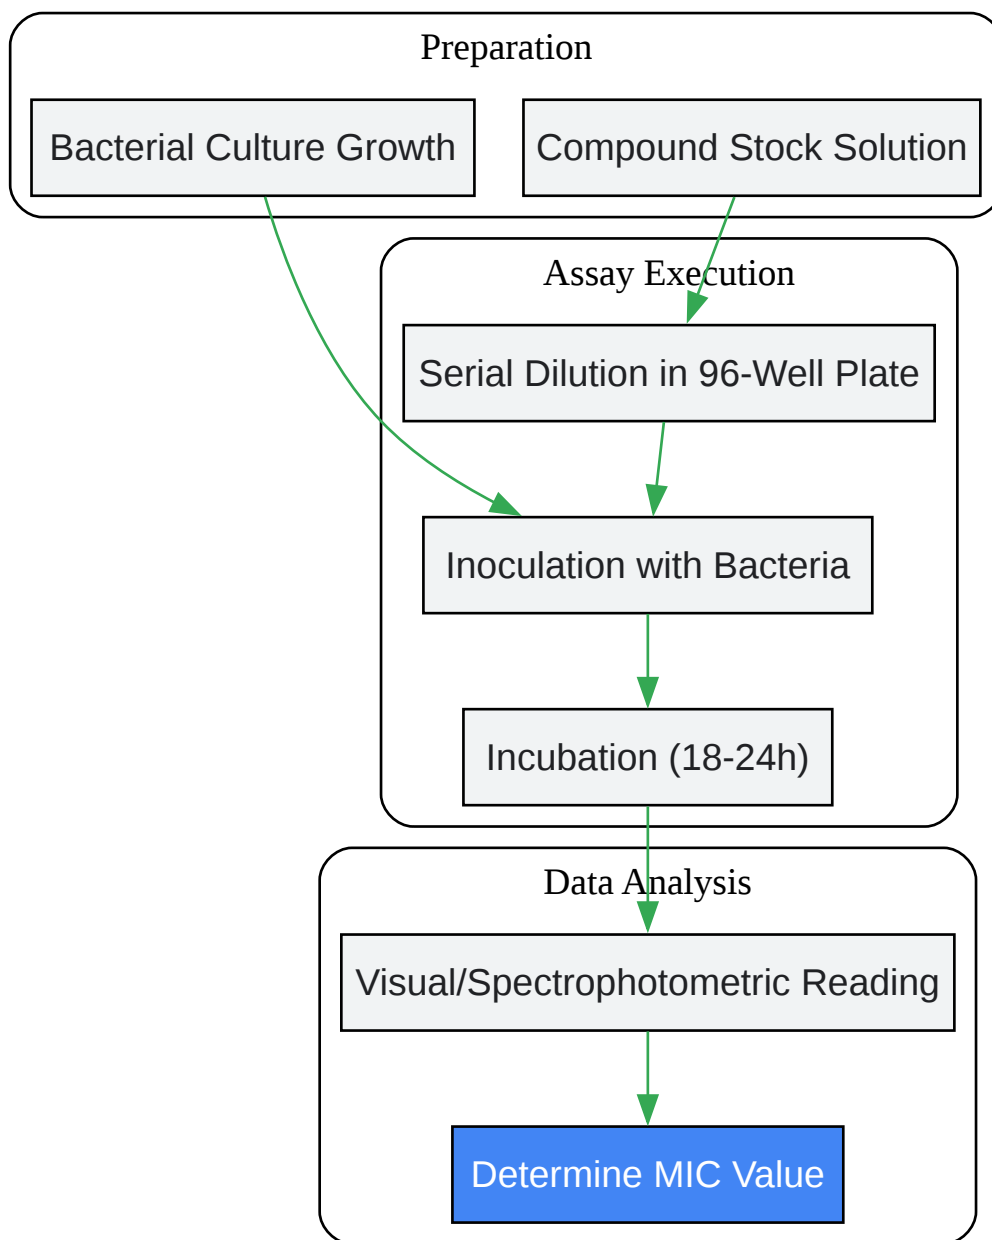 Preparation
Bacterial Culture Growth
Compound Stock Solution
Assay Execution
Serial Dilution in 96-Well Plate
Inoculation with Bacteria
Incubation (18-24h)
Data Analysis
Visual/Spectrophotometric Reading
Determine MIC Value